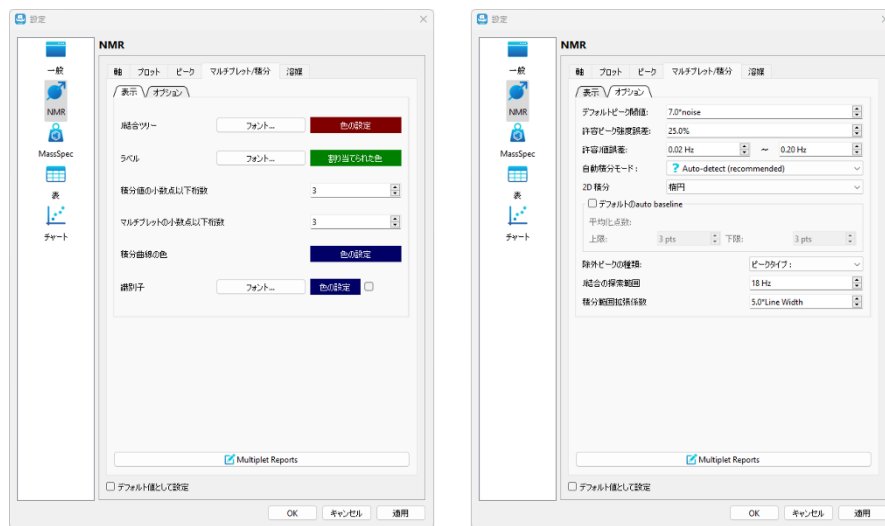 設定
NMR
一般
NMR
MassSpec
表
チャート
軸 プロット ピーク マルチプレット/積分 溶媒
表示 オプション
J結合ツリー フォント... 色の設定
ラベル フォント... 割り当てられた色
積分値の小数点以下桁数 3
マルチプレットの小数点以下桁数 3
積分曲線の色 色の設定
識別子 フォント... 色の設定
Multiplet Reports
デフォルト値として設定
OK キャンセル 適用
設定
NMR
一般
NMR
MassSpec
表
チャート
軸 プロット ピーク マルチプレット/積分 溶媒
表示 オプション
デフォルトピーク閾値: 7.0*noise
許容ピーク強度誤差: 25.0%
許容J値誤差: 0.02 Hz ~ 0.20 Hz
自動積分モード: ? Auto-detect (recommended)
2D 積分 楕円
デフォルトのauto baseline
平均化点数:
上限: 3 pts 下限: 3 pts
除外ピークの種類: ピークタイプ:
J結合の探索範囲 18 Hz
積分範囲拡張係数 5.0*Line Width
Multiplet Reports
デフォルト値として設定
OK キャンセル 適用